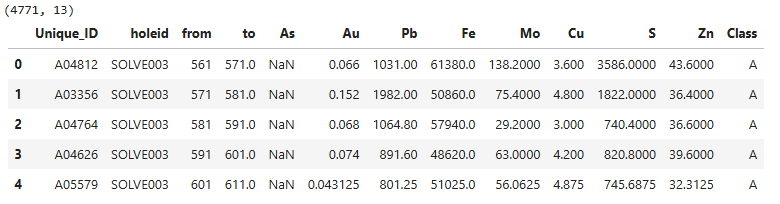 (4771, 13)
Unique_ID holeid from to As Au Pb Fe Mo Cu S Zn Class
0 A04812 SOLVE003 561 571.0 NaN 0.066 1031.00 61380.0 138.2000 3.600 3586.0000 43.6000 A
1 A03356 SOLVE003 571 581.0 NaN 0.152 1982.00 50860.0 75.4000 4.800 1822.0000 36.4000 A
2 A04764 SOLVE003 581 591.0 NaN 0.068 1064.80 57940.0 29.2000 3.000 740.4000 36.6000 A
3 A04626 SOLVE003 591 601.0 NaN 0.074 891.60 48620.0 63.0000 4.200 820.8000 39.6000 A
4 A05579 SOLVE003 601 611.0 NaN 0.043125 801.25 51025.0 56.0625 4.875 745.6875 32.3125 A